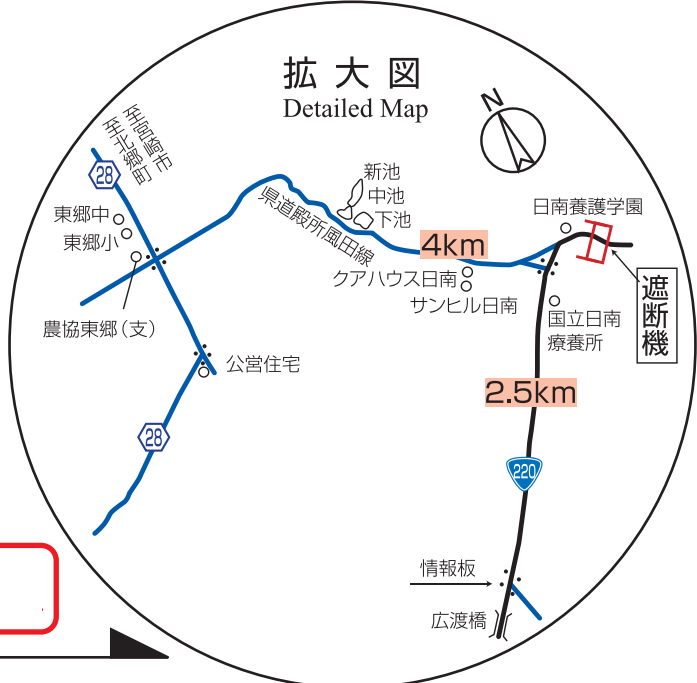 拡大図
Detailed Map
N
至宮崎市
至北郷町
28
東郷中
東郷小
農協東郷(支)
公営住宅
28
県道殿所風田線
新池
中池
下池
4km
クアハウス日南
サンヒル日南
日南養護学園
遮断機
国立日南
療養所
2.5km
220
情報板
広渡橋